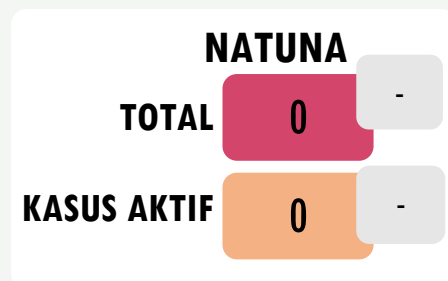 NATUNA
-
TOTAL 0
-
KASUS AKTIF 0